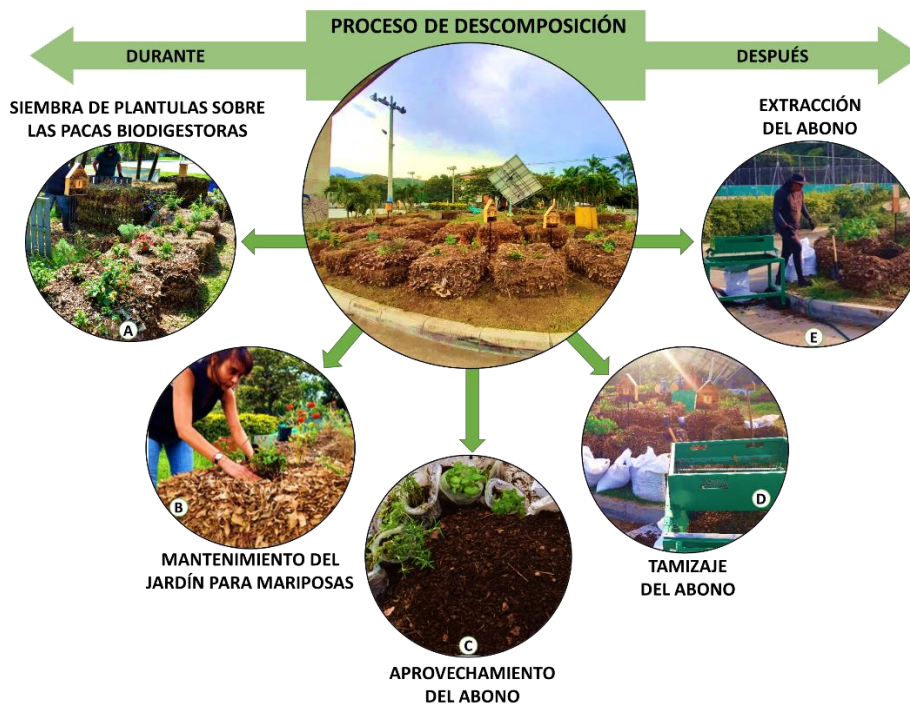 PROCESO DE DESCOMPOSICIÓN
DURANTE
DESPUÉS
SIEMBRA DE PLANTULAS SOBRE
LAS PACAS BIODIGESTORAS
EXTRACCIÓN
DEL ABONO
A
E
B
D
MANTENIMIENTO DEL
JARDÍN PARA MARIPOSAS
TAMIZAJE
DEL ABONO
C
APROVECHAMIENTO
DEL ABONO